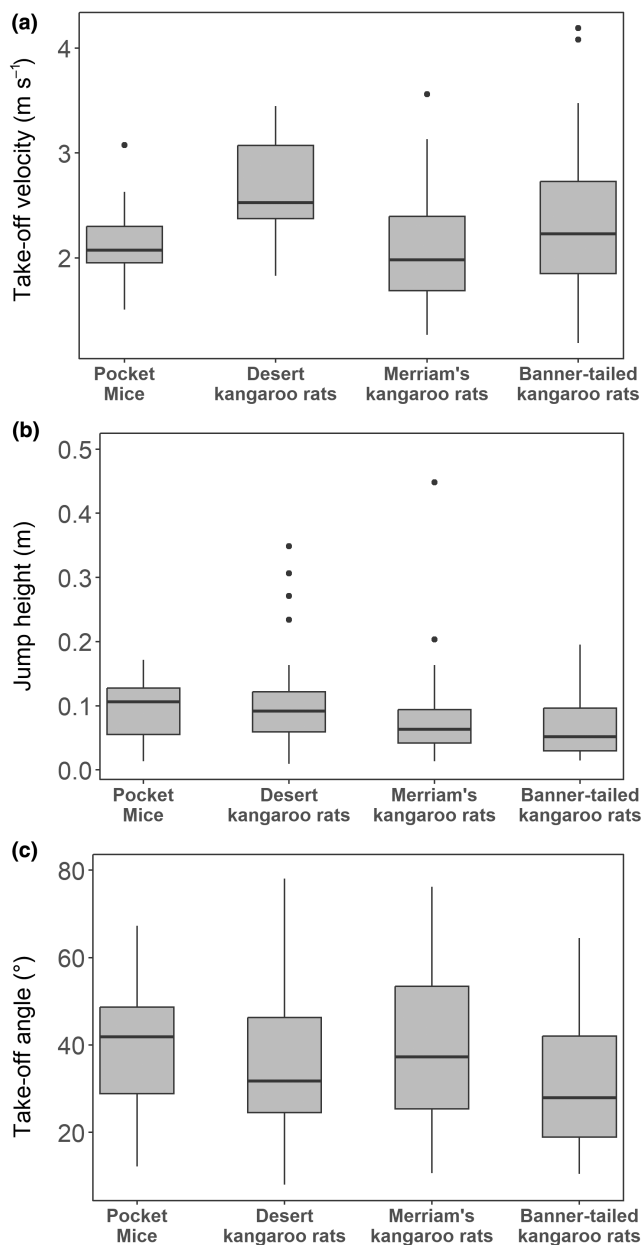 (a)
Take-off velocity (m s⁻¹)
4
3
2
Pocket Desert Merriam's Banner-tailed
Mice kangaroo rats kangaroo rats kangaroo rats
(b)
Jump height (m)
0.5
0.4
0.3
0.2
0.1
0.0
Pocket Desert Merriam's Banner-tailed
Mice kangaroo rats kangaroo rats kangaroo rats
(c)
Take-off angle (°)
80
60
40
20
Pocket Desert Merriam's Banner-tailed
Mice kangaroo rats kangaroo rats kangaroo rats